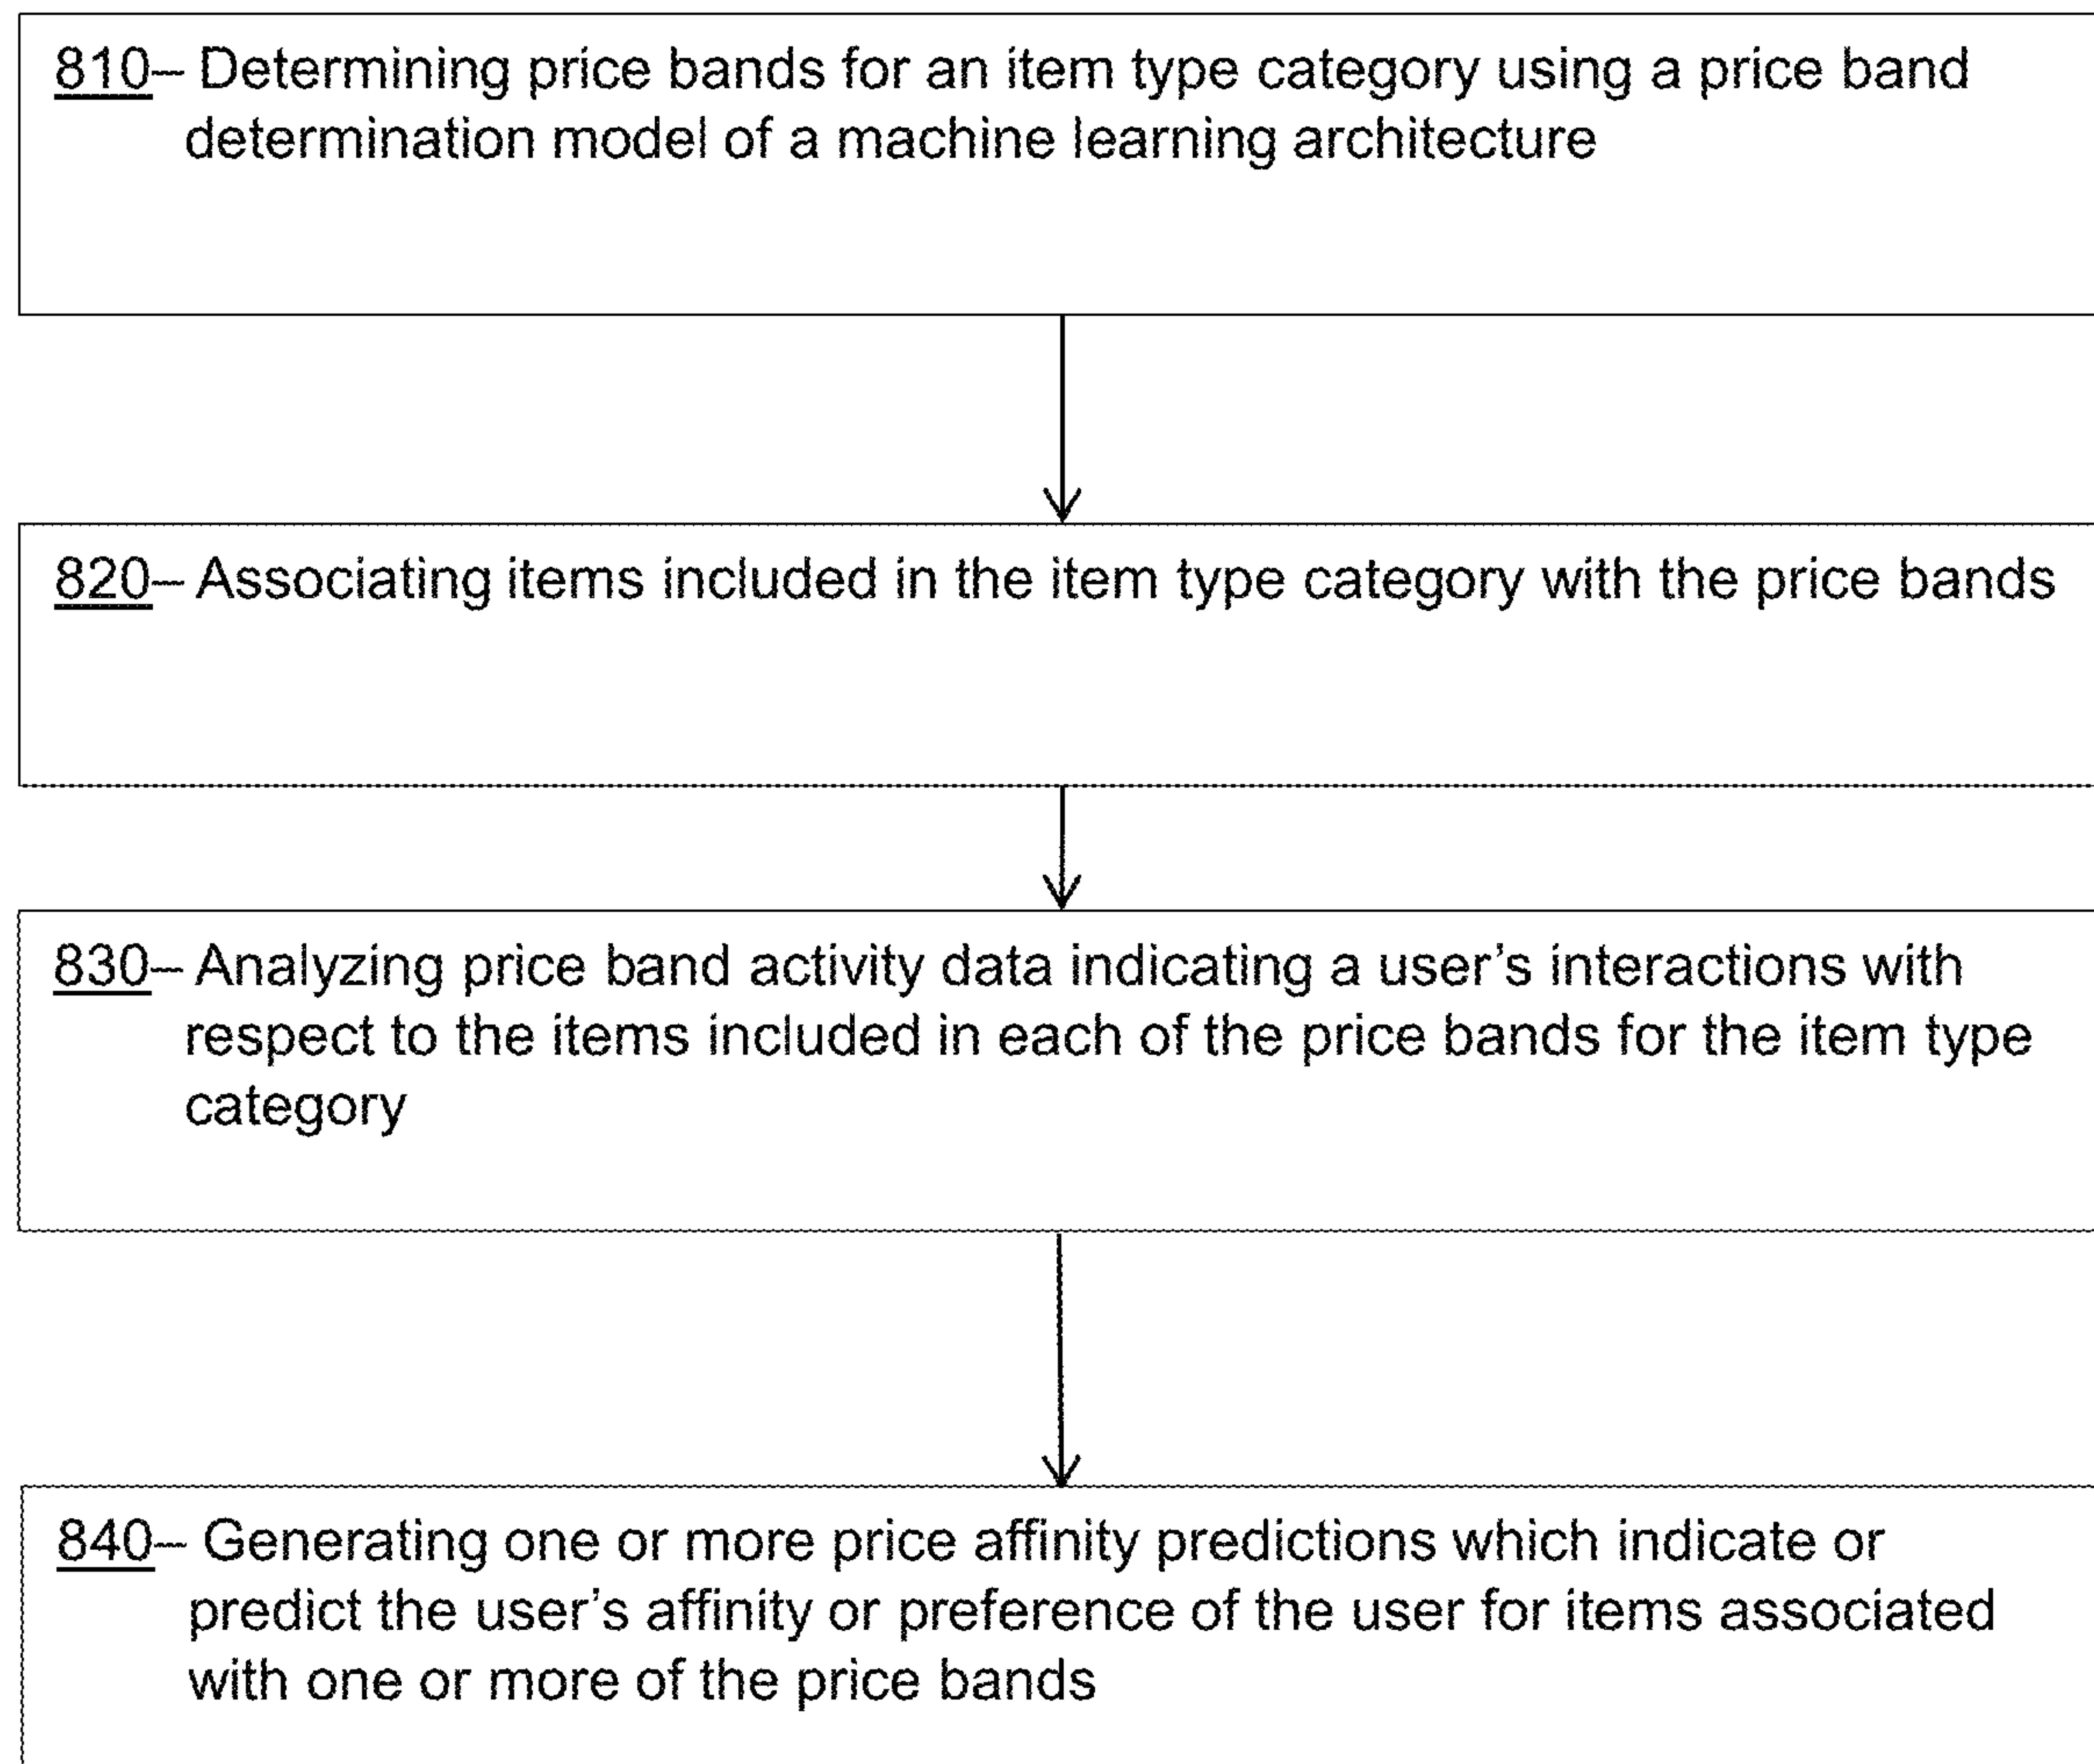 810– Determining price bands for an item type category using a price band
determination model of a machine learning architecture
820– Associating items included in the item type category with the price bands
830– Analyzing price band activity data indicating a user's interactions with
respect to the items included in each of the price bands for the item type
category
840– Generating one or more price affinity predictions which indicate or
predict the user's affinity or preference of the user for items associated
with one or more of the price bands